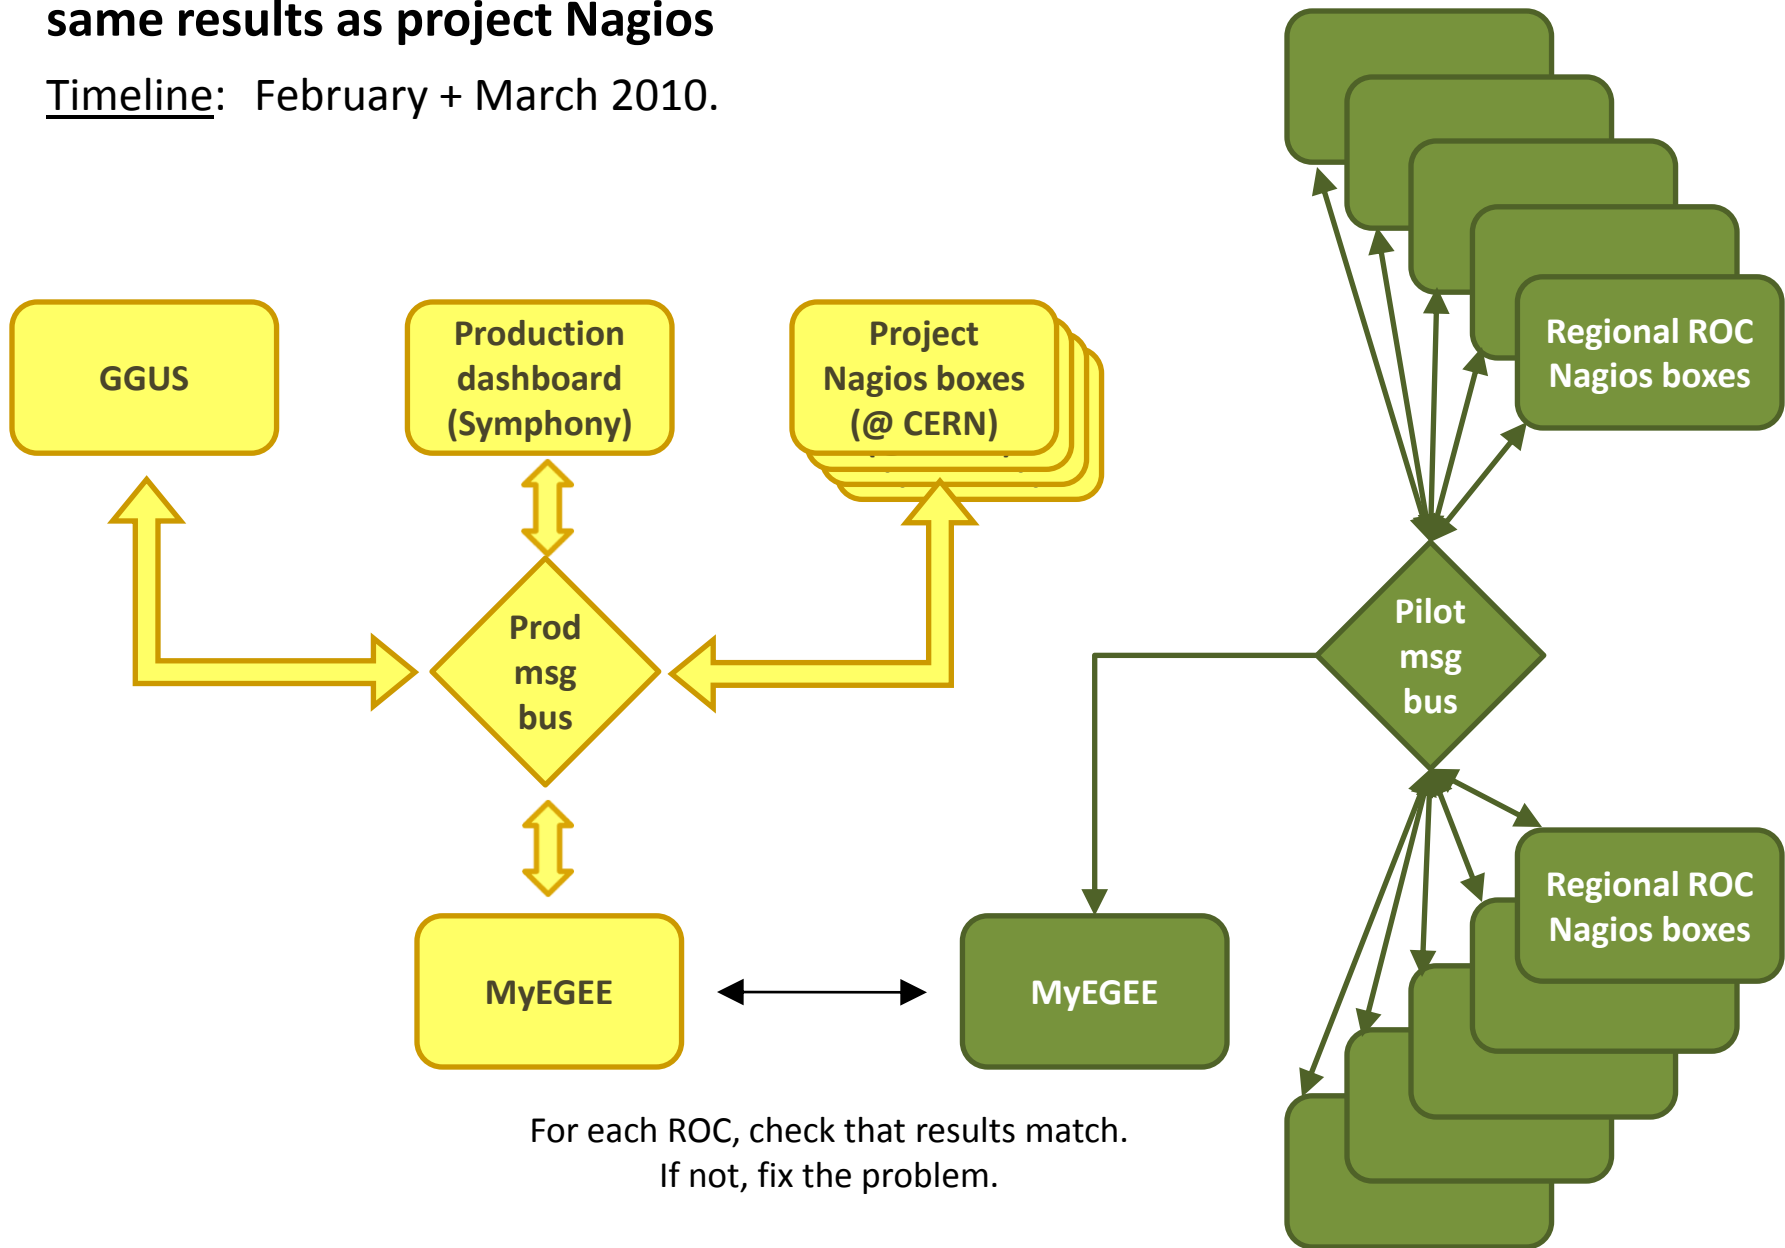 same results as project Nagios
Timeline: February + March 2010.
GGUS
Production
dashboard
(Symphony)
Project
Nagios boxes
(@ CERN)
Regional ROC
Nagios boxes
Prod
msg
bus
Pilot
msg
bus
MyEGEE
MyEGEE
Regional ROC
Nagios boxes
For each ROC, check that results match.
If not, fix the problem.